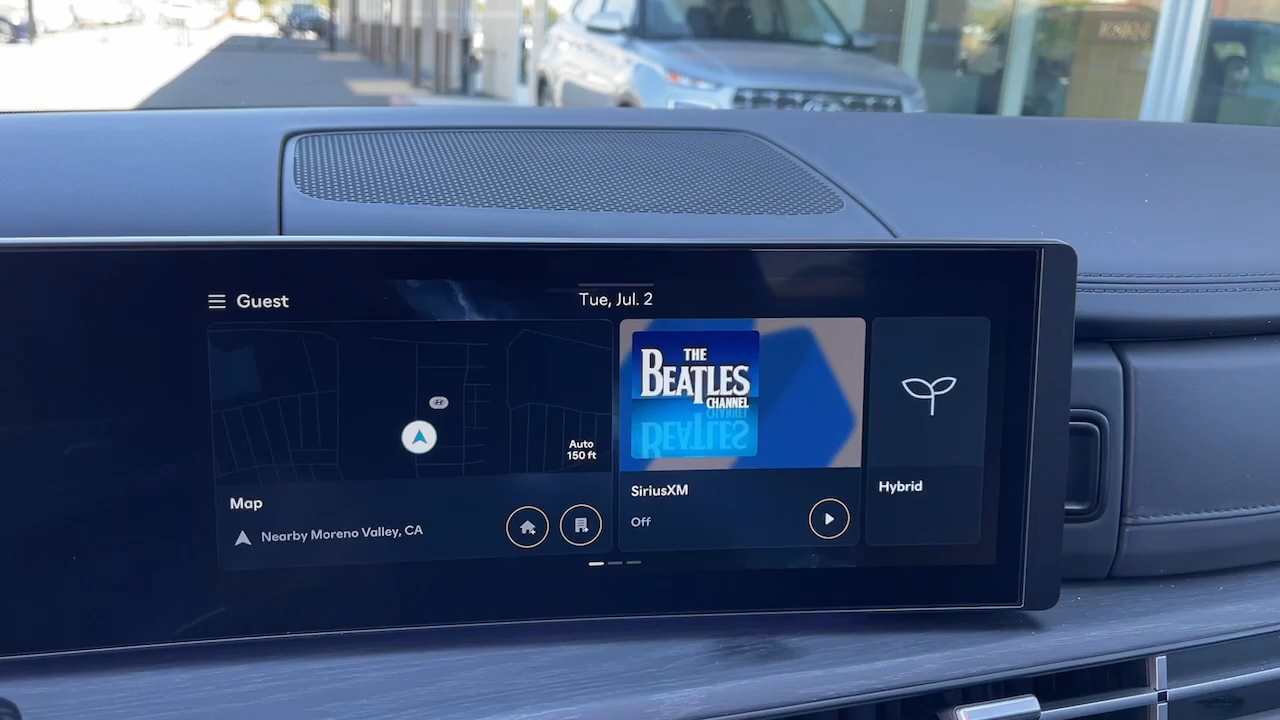 Guest
Tue, Jul. 2
Auto
150 ft
Map
Nearby Moreno Valley, CA
THE
BEATLES
CHANNEL
SiriusXM
Off
Hybrid